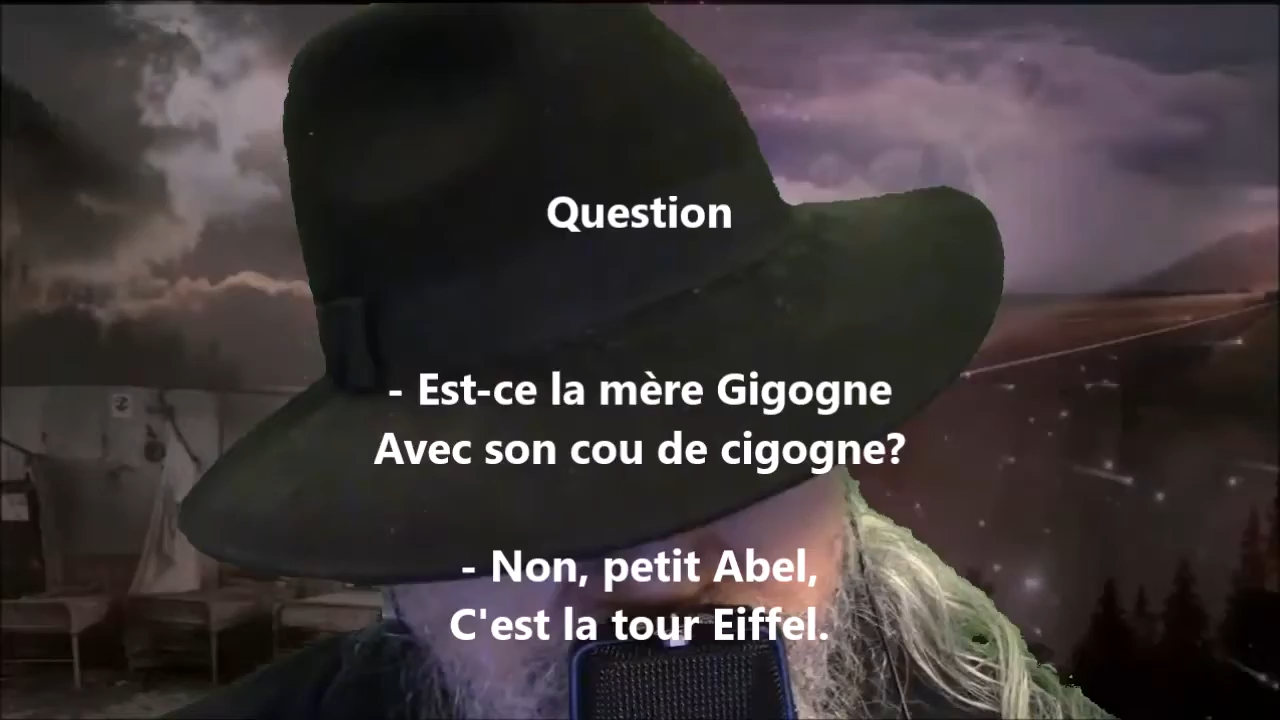 Question
- Est-ce la mère Gigogne
Avec son cou de cigogne?
- Non, petit Abel,
C'est la tour Eiffel.